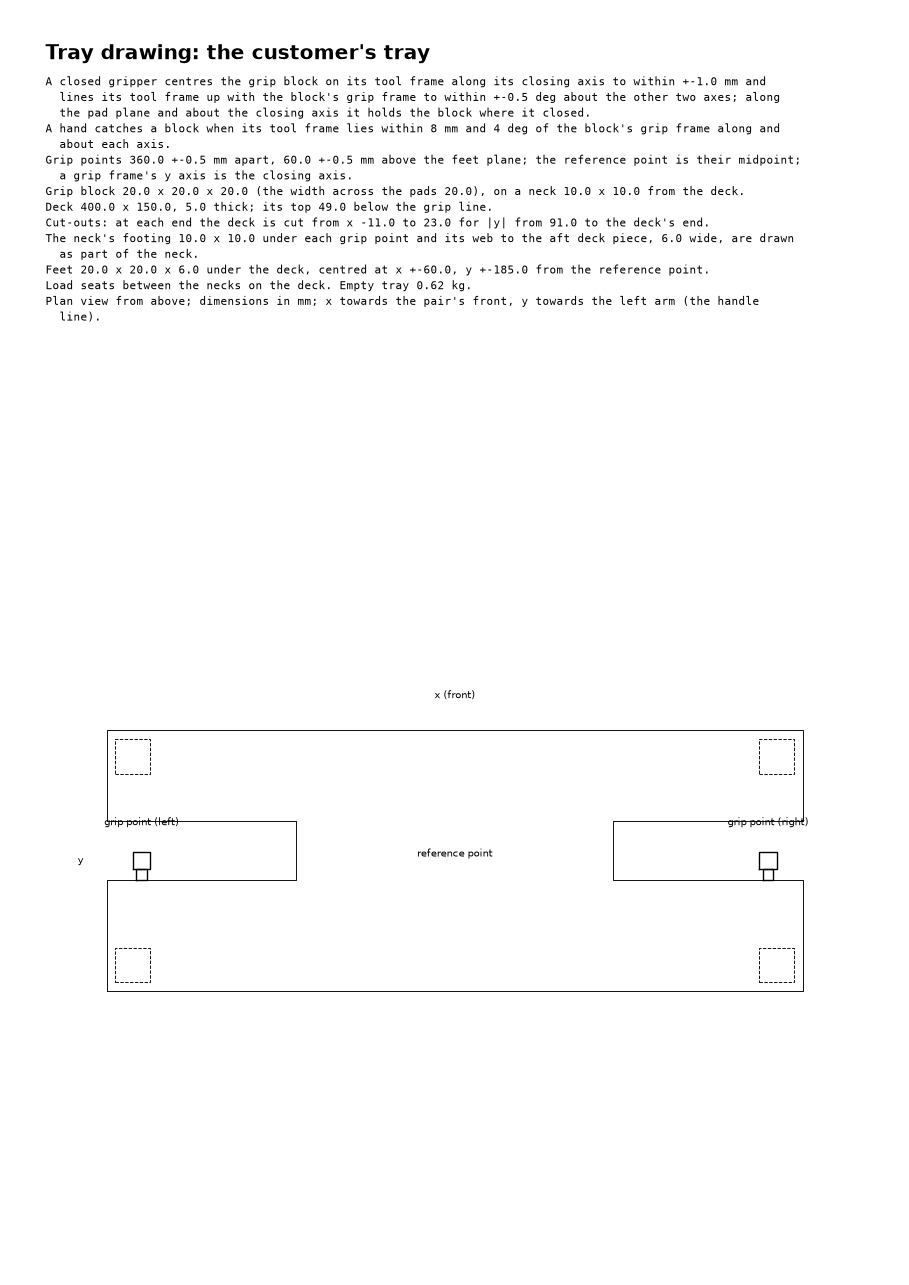 Tray drawing: the customer's tray
A closed gripper centres the grip block on its tool frame along its closing axis to within +-1.0 mm and
lines its tool frame up with the block's grip frame to within +-0.5 deg about the other two axes; along
the pad plane and about the closing axis it holds the block where it closed.
A hand catches a block when its tool frame lies within 8 mm and 4 deg of the block's grip frame along and
about each axis.
Grip points 360.0 +-0.5 mm apart, 60.0 +-0.5 mm above the feet plane; the reference point is their midpoint;
a grip frame's y axis is the closing axis.
Grip block 20.0 x 20.0 x 20.0 (the width across the pads 20.0), on a neck 10.0 x 10.0 from the deck.
Deck 400.0 x 150.0, 5.0 thick; its top 49.0 below the grip line.
Cut-outs: at each end the deck is cut from x -11.0 to 23.0 for |y| from 91.0 to the deck's end.
The neck's footing 10.0 x 10.0 under each grip point and its web to the aft deck piece, 6.0 wide, are drawn
as part of the neck.
Feet 20.0 x 20.0 x 6.0 under the deck, centred at x +-60.0, y +-185.0 from the reference point.
Load seats between the necks on the deck. Empty tray 0.62 kg.
Plan view from above; dimensions in mm; x towards the pair's front, y towards the left arm (the handle
line).
x (front)
grip point (left)
grip point (right)
reference point
y